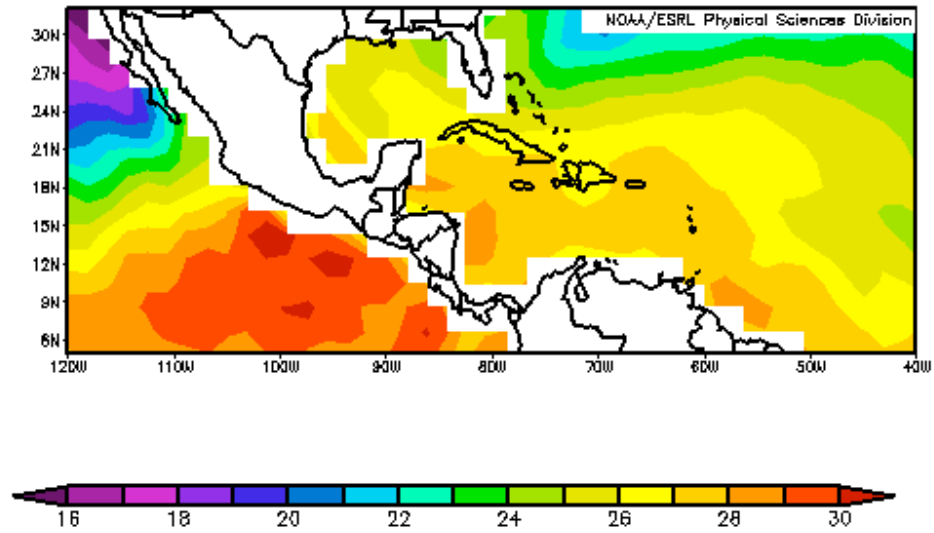 NOAA/ESRL Physical Sciences Division
30N
27N
24N
21N
18N
15N
12N
9N
6N
120W 110W 100W 90W 80W 70W 60W 50W 40W
16 18 20 22 24 26 28 30